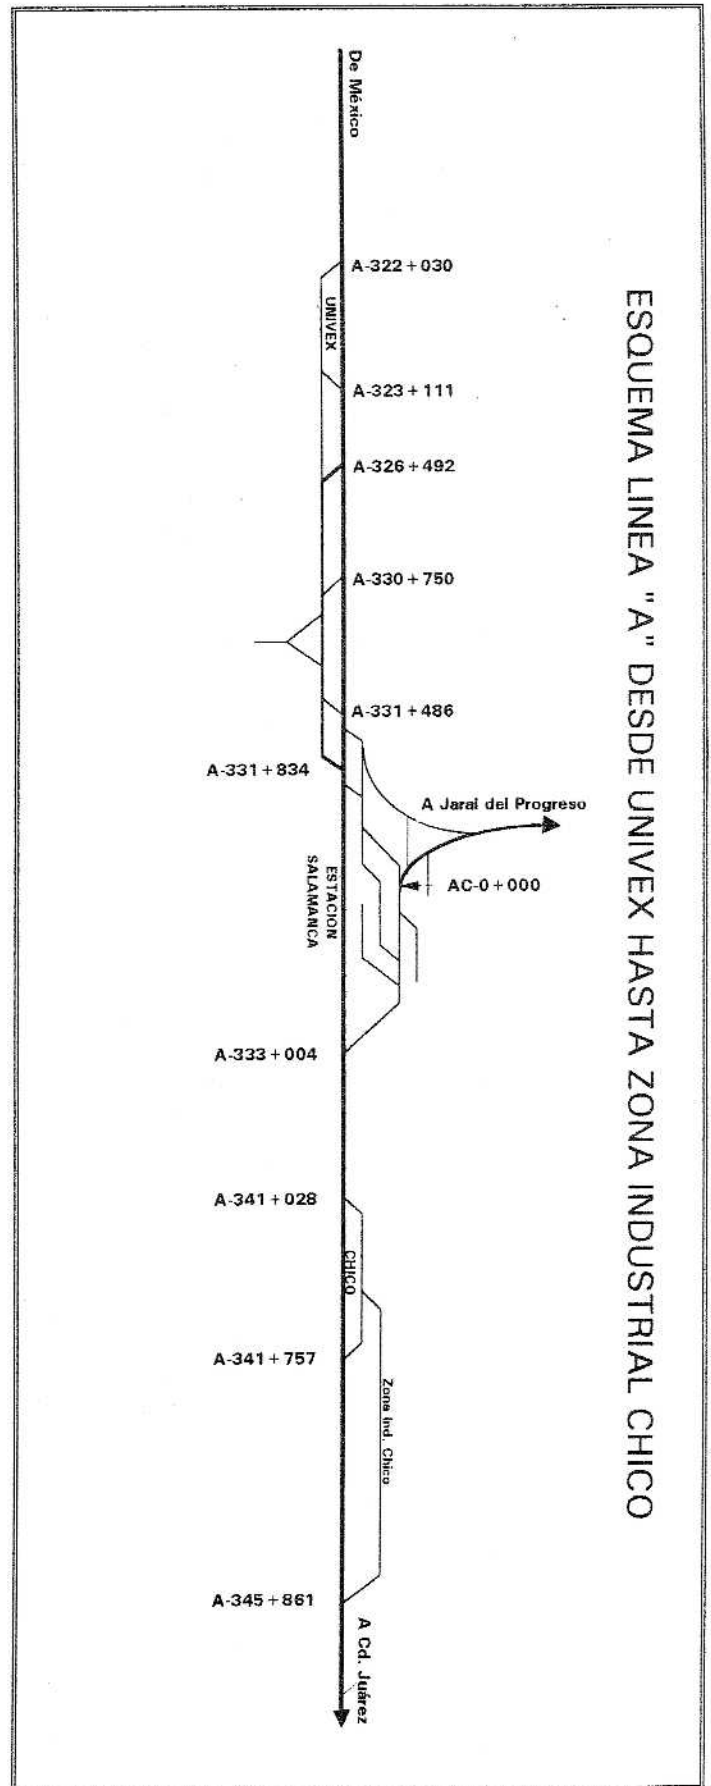 ESQUEMA LINEA "A" DESDE UNIVEX HASTA ZONA INDUSTRIAL CHICO
De México
A-322+030
UNIVEX
A-323+111
A-326+492
A-330+750
A-331+486
A-331+834
A Jaral del Progreso
AC-0+000
ESTACION
SALAMANCA
A-333+004
A-341+028
CHICO
A-341+757
Zona Ind. Chico
A-345+861
A Cd. Juárez